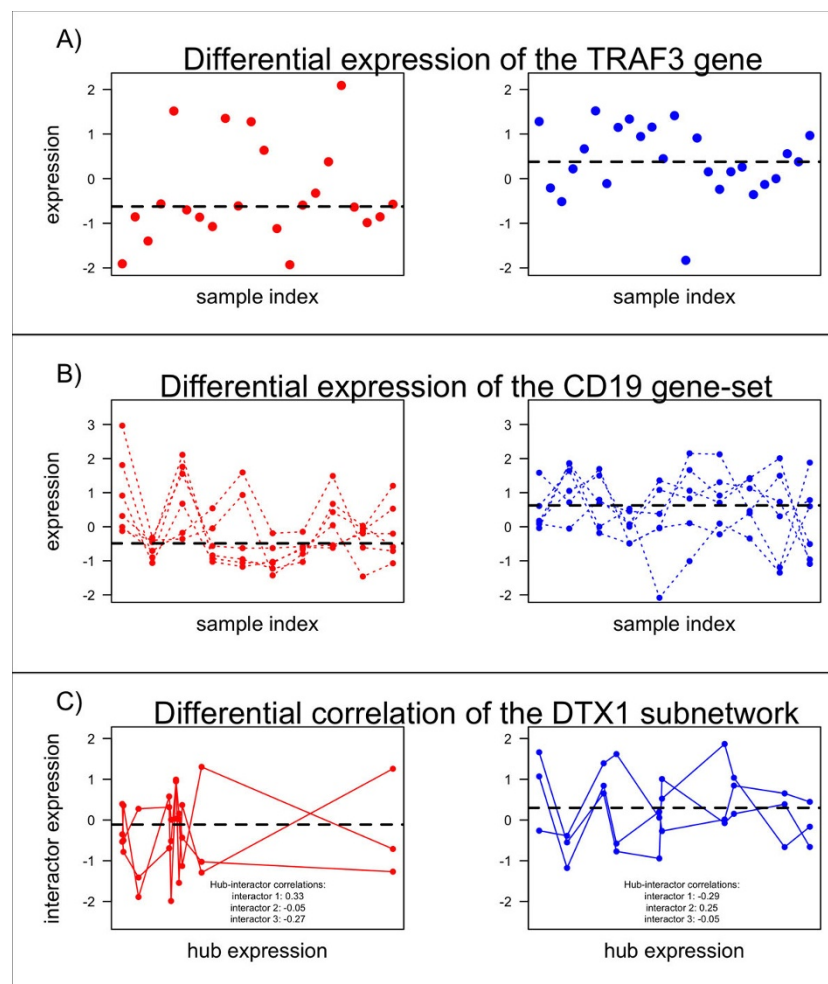 A)
Differential expression of the TRAF3 gene
expression
2
1
0
-1
-2
sample index
2
1
0
-1
-2
sample index
B)
Differential expression of the CD19 gene-set
expression
3
2
1
0
-1
-2
sample index
3
2
1
0
-1
-2
sample index
C)
Differential correlation of the DTX1 subnetwork
interactor expression
2
1
0
-1
-2
Hub-interactor correlations:
interactor 1: 0.33
interactor 2: -0.05
interactor 3: -0.27
hub expression
2
1
0
-1
-2
Hub-interactor correlations:
interactor 1: -0.29
interactor 2: 0.25
interactor 3: -0.05
hub expression